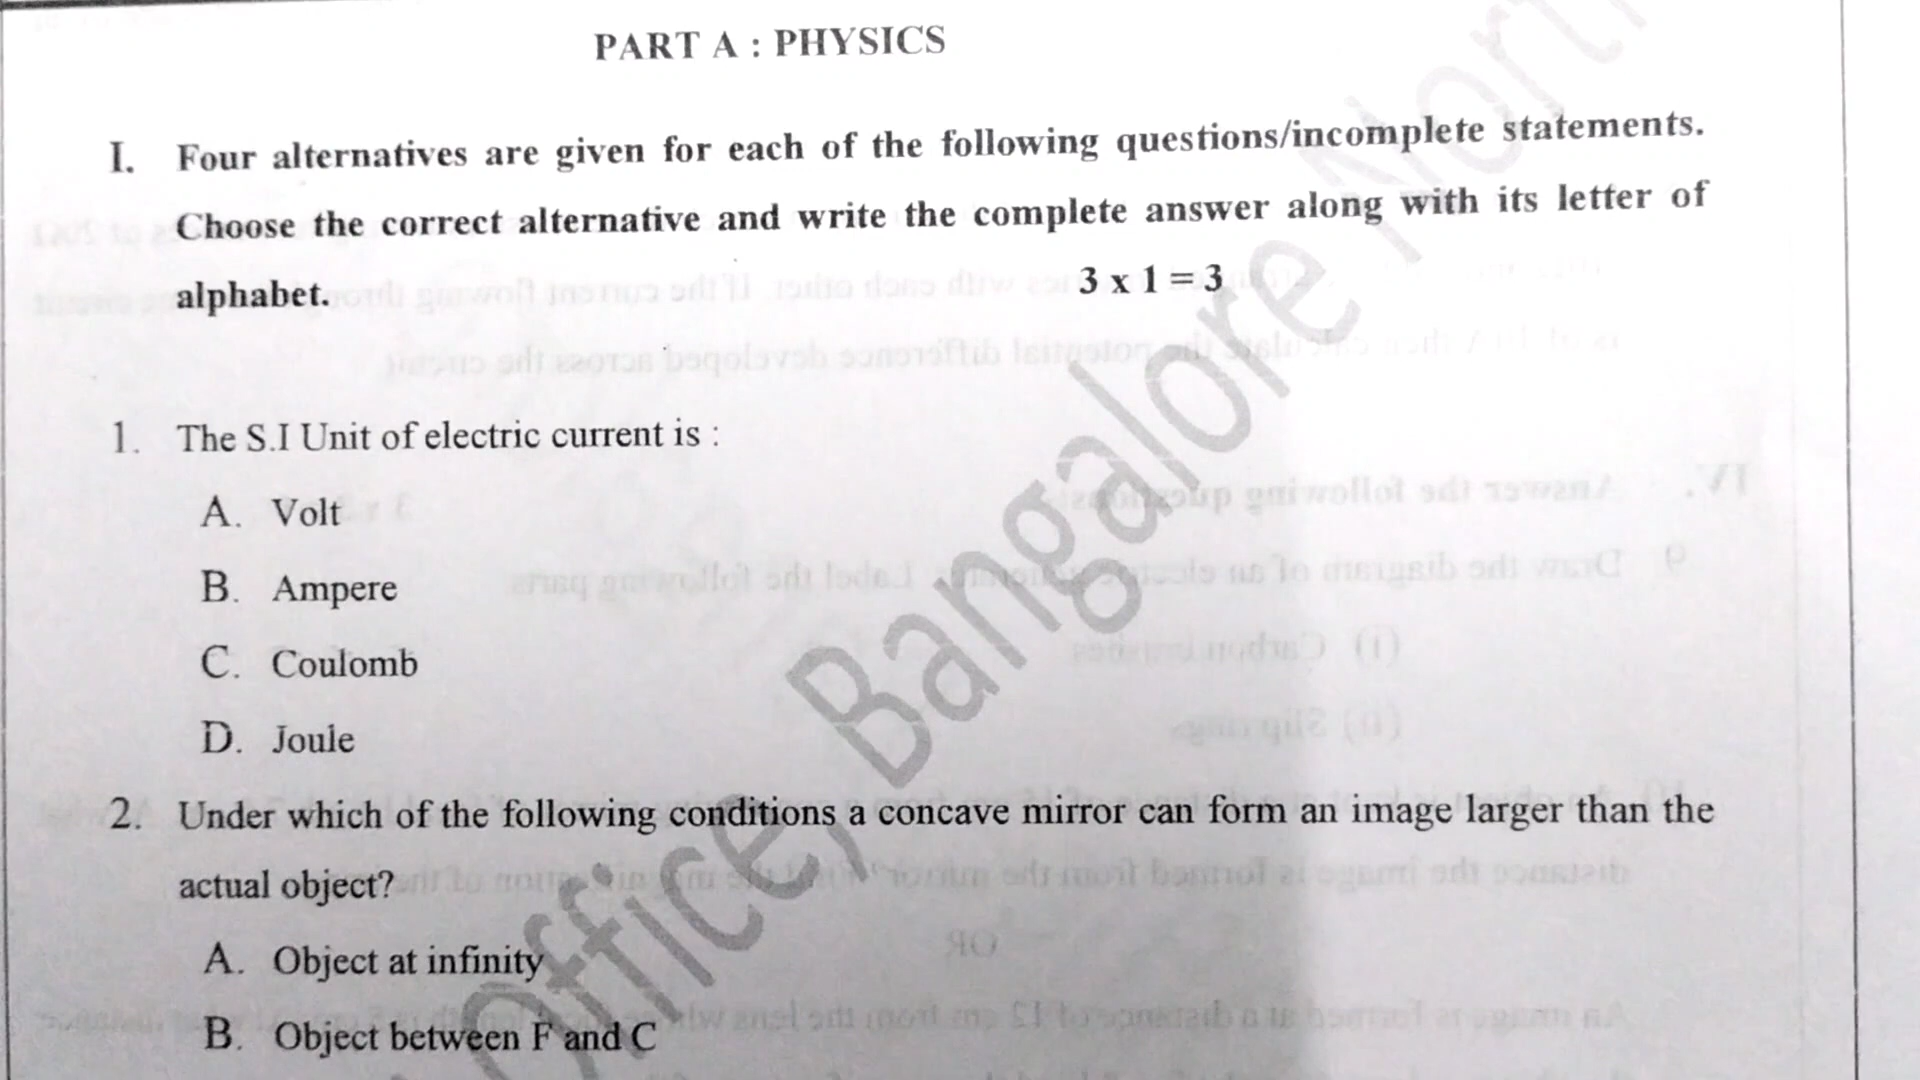 PART A : PHYSICS
I. Four alternatives are given for each of the following questions/incomplete statements.
Choose the correct alternative and write the complete answer along with its letter of
alphabet. 3 x 1 = 3
1. The S.I Unit of electric current is :
A. Volt
B. Ampere
C. Coulomb
D. Joule
2. Under which of the following conditions a concave mirror can form an image larger than the
actual object?
A. Object at infinity
B. Object between F and C
Office, Bangalore North